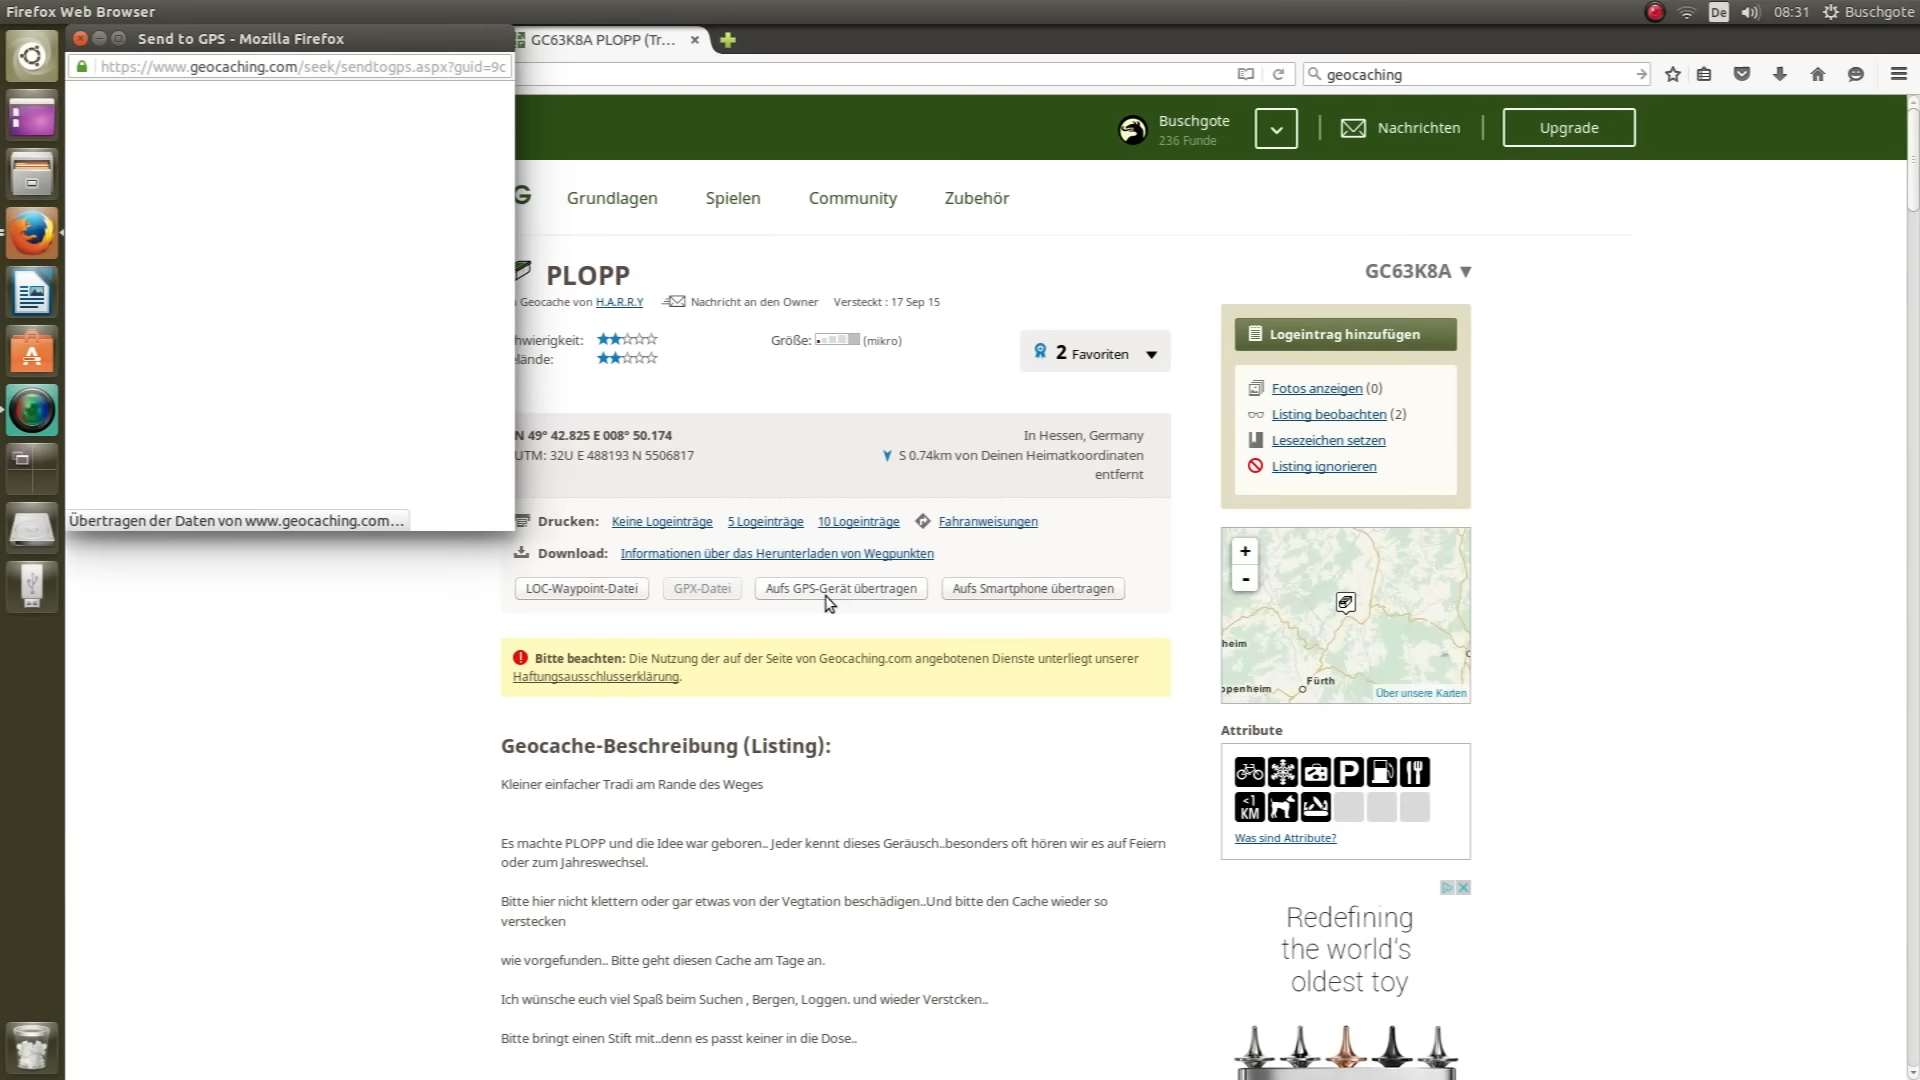 Firefox Web Browser
De
08:31
Buschgote
Send to GPS - Mozilla Firefox
GC63K8A PLOPP (Tr...
https://www.geocaching.com/seek/sendtogps.aspx?guid=9c
geocaching
Buschgote
236 Funde
Nachrichten
Upgrade
G
Grundlagen
Spielen
Community
Zubehör
PLOPP
GC63K8A ▼
Geocache von H.A.R.R.Y
Nachricht an den Owner
Versteckt : 17 Sep 15
hwierigkeit:
Größe:
(mikro)
elände:
2 Favoriten
Logeintrag hinzufügen
Fotos anzeigen (0)
Listing beobachten (2)
Lesezeichen setzen
Listing ignorieren
N 49° 42.825 E 008° 50.174
UTM: 32U E 488193 N 5506817
In Hessen, Germany
S 0.74km von Deinen Heimatkoordinaten
entfernt
Übertragen der Daten von www.geocaching.com...
Drucken:
Keine Logeinträge
5 Logeinträge
10 Logeinträge
Fahranweisungen
Download:
Informationen über das Herunterladen von Wegpunkten
LOC-Waypoint-Datei
GPX-Datei
Aufs GPS-Gerät übertragen
Aufs Smartphone übertragen
+
-
heim
Fürth
ppenheim
Über unsere Karten
Bitte beachten: Die Nutzung der auf der Seite von Geocaching.com angebotenen Dienste unterliegt unserer
Haftungsausschlusserklärung.
Geocache-Beschreibung (Listing):
Kleiner einfacher Tradi am Rande des Weges
Es machte PLOPP und die Idee war geboren.. Jeder kennt dieses Geräusch..besonders oft hören wir es auf Feiern
oder zum Jahreswechsel.
Bitte hier nicht klettern oder gar etwas von der Vegtation beschädigen..Und bitte den Cache wieder so
verstecken
wie vorgefunden.. Bitte geht diesen Cache am Tage an.
Ich wünsche euch viel Spaß beim Suchen , Bergen, Loggen. und wieder Verstcken..
Bitte bringt einen Stift mit..denn es passt keiner in die Dose..
Attribute
P
<1
KM
Was sind Attribute?
Redefining
the world's
oldest toy